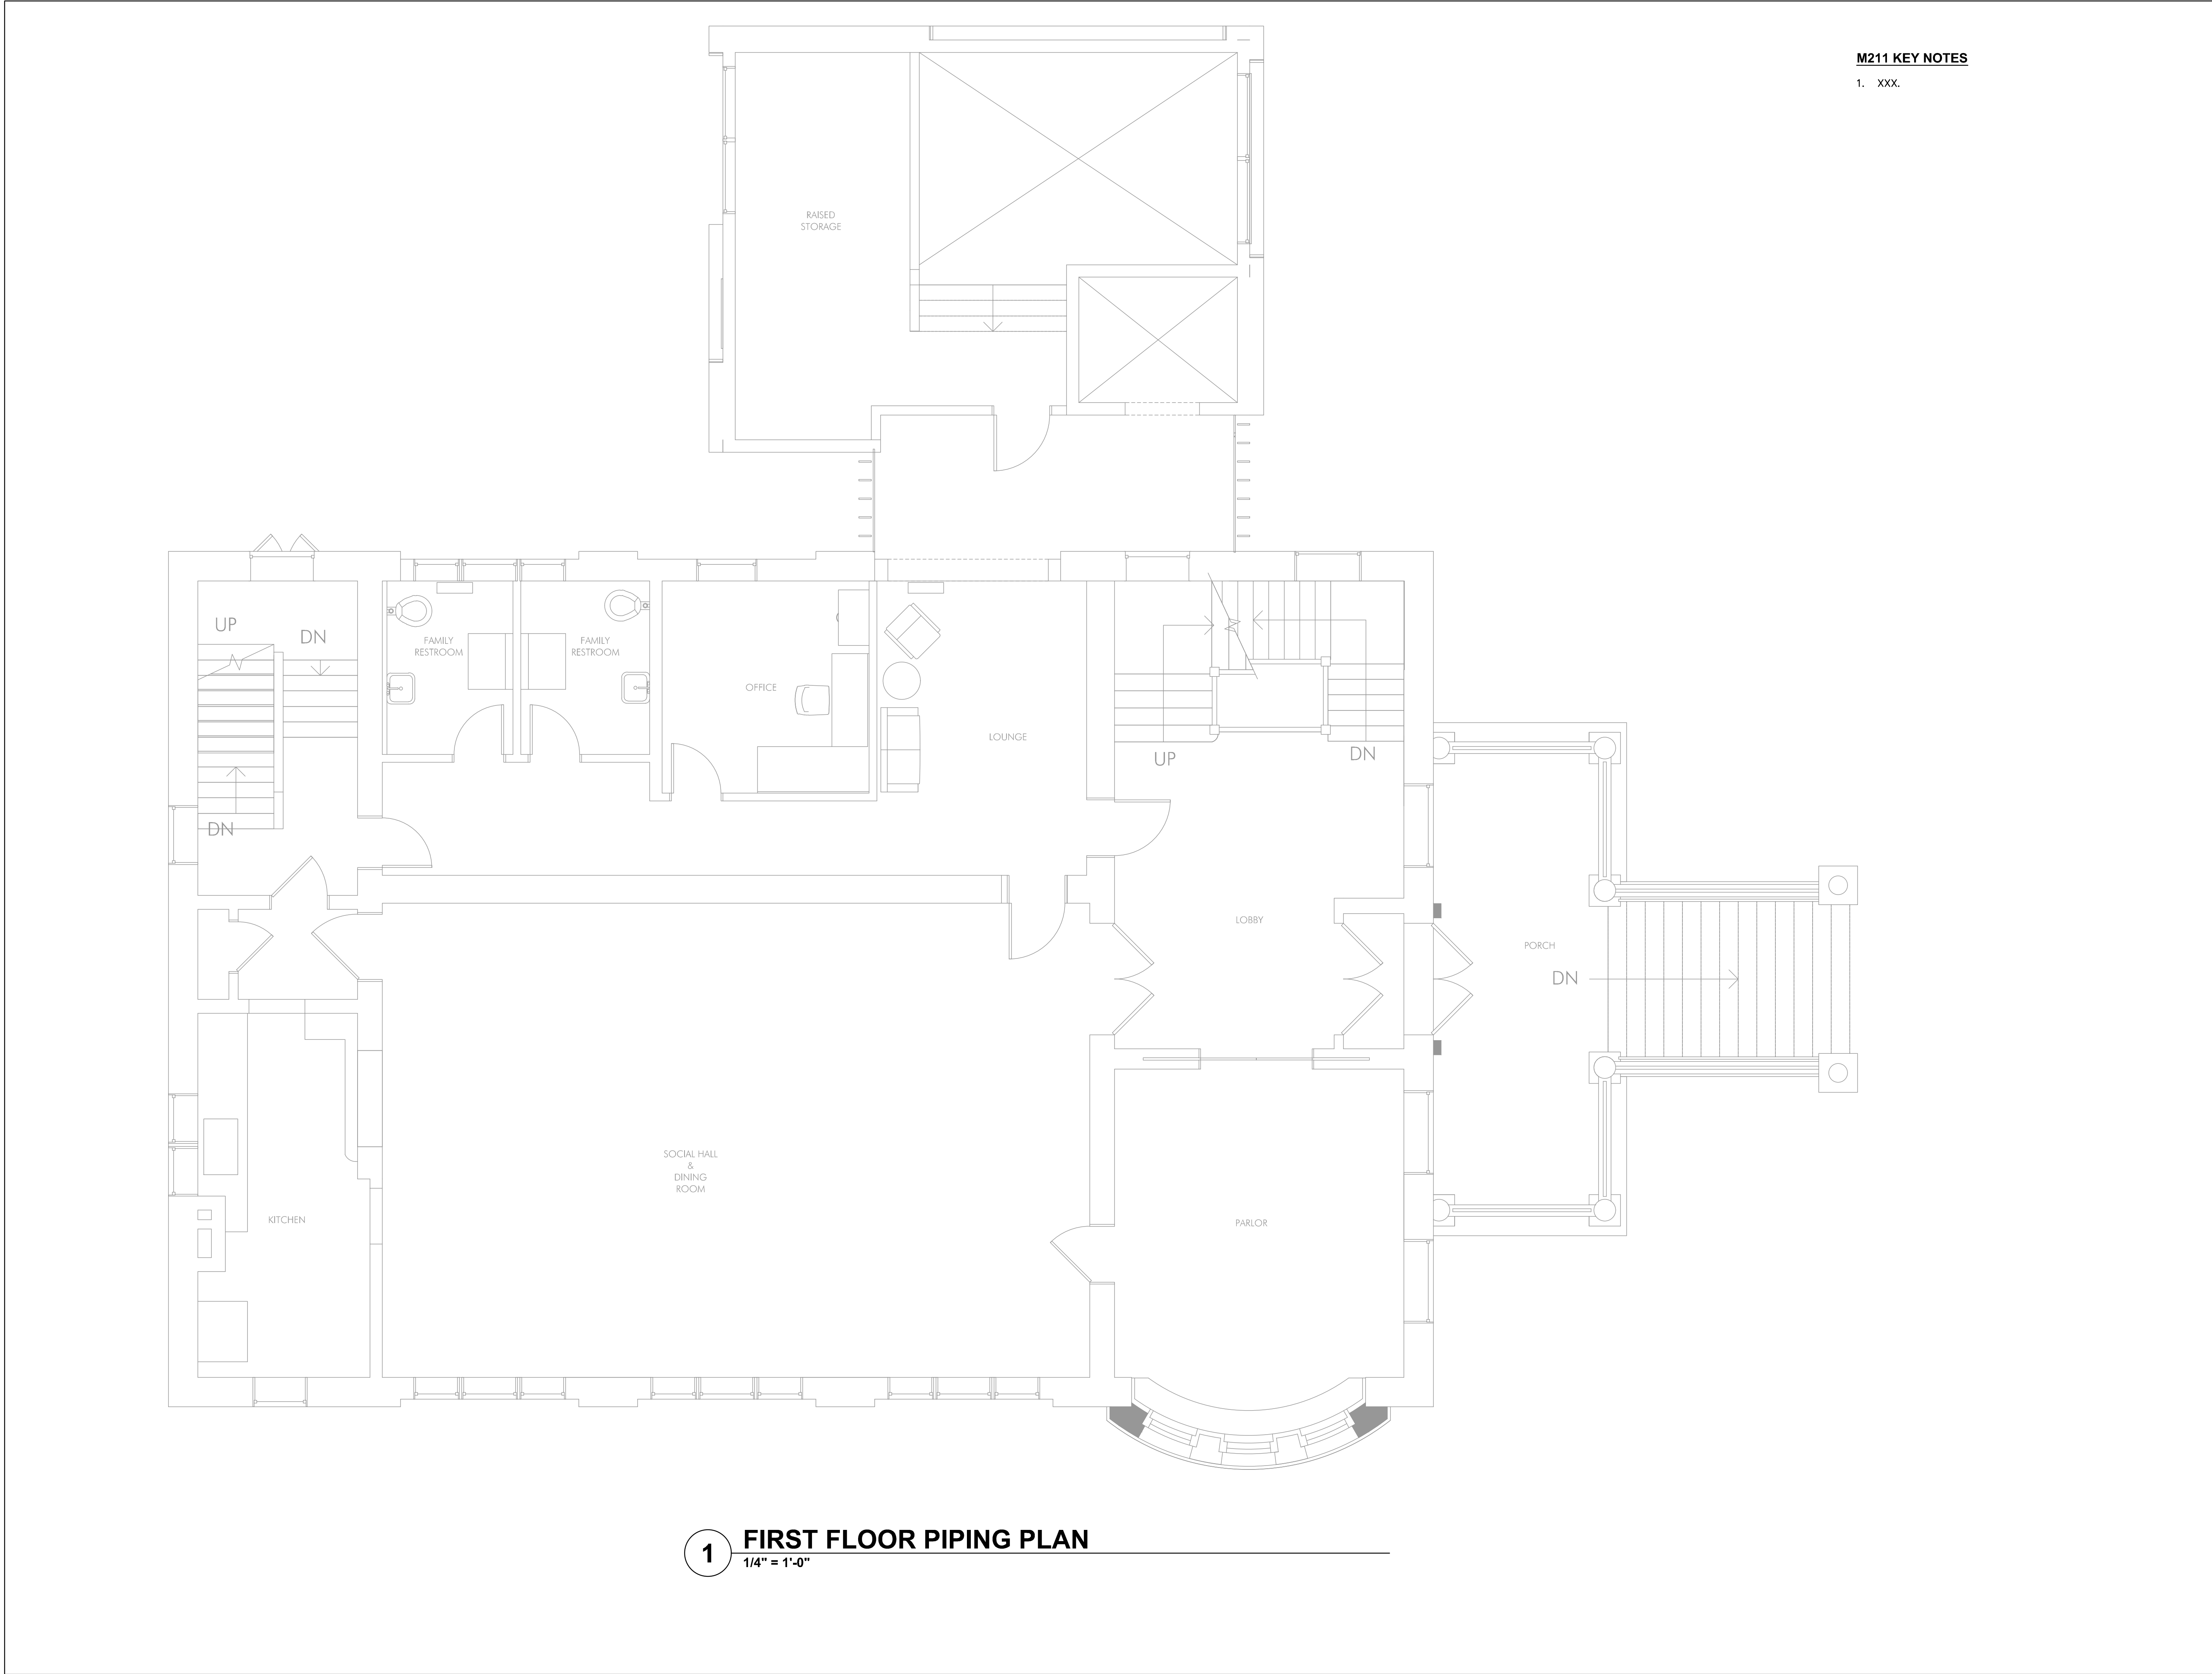 M211 KEY NOTES
1. XXX.
RAISED
STORAGE
UP
DN
FAMILY
RESTROOM
FAMILY
RESTROOM
OFFICE
LOUNGE
UP
DN
DN
LOBBY
PORCH
DN
SOCIAL HALL
&
DINING
ROOM
KITCHEN
PARLOR
1
FIRST FLOOR PIPING PLAN
1/4" = 1'-0"